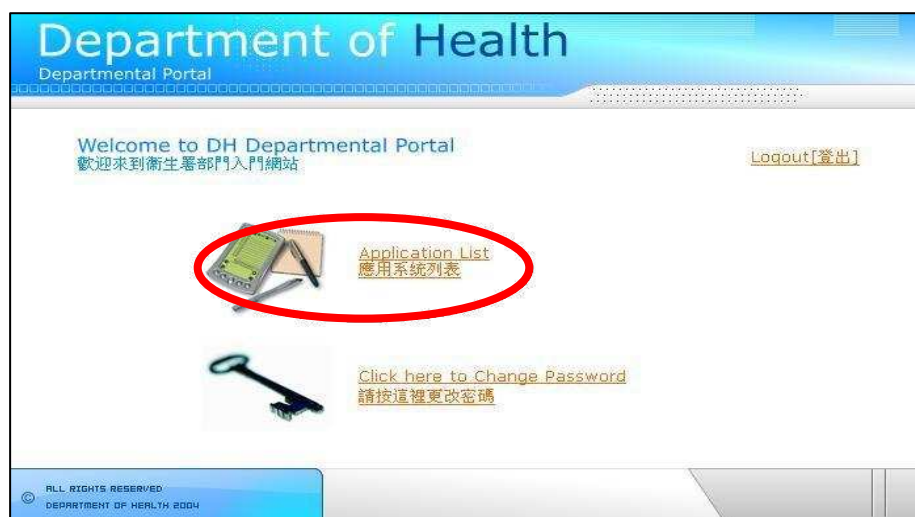 Department of Health
Departmental Portal
Welcome to DH Departmental Portal
歡迎來到衞生署部門入門網站
Logout[登出]
Application List
應用系統列表
Click here to Change Password
請按這裡更改密碼
© ALL RIGHTS RESERVED
DEPARTMENT OF HEALTH 2004